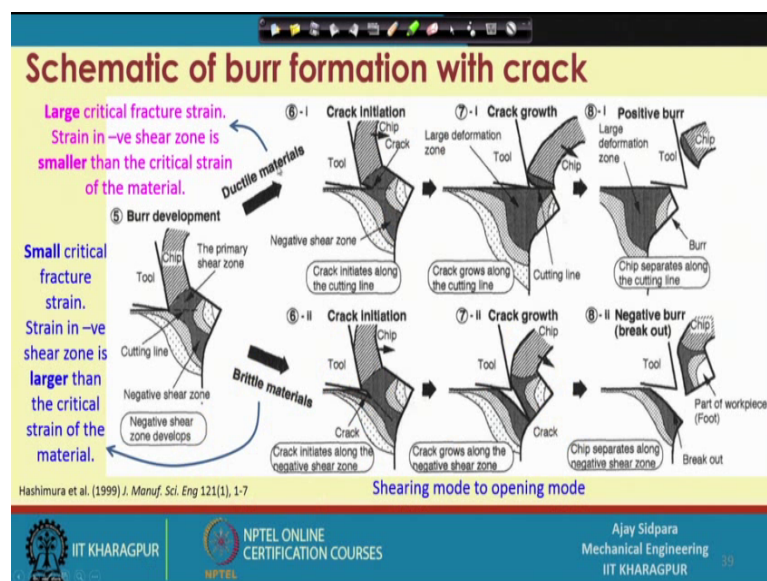 Schematic of burr formation with crack
Large critical fracture strain.
Strain in –ve shear zone is
smaller than the critical strain
of the material.
Ductile materials
⑤ Burr development
Chip
The primary
shear zone
Tool
Cutting line
Negative shear zone
Negative shear
zone develops
Small critical
fracture
strain.
Strain in –ve
shear zone is
larger than
the critical
strain of the
material.
Brittle materials
⑥-I Crack Initiation
Chip
Crack
Tool
Negative shear zone
Crack initiates along
the cutting line
⑦-I Crack growth
Large deformation
zone
Tool
Chip
Cutting line
Crack grows along
the cutting line
⑧-I Positive burr
Large
deformation
zone
Tool
Chip
Burr
Chip separates along
the cutting line
⑥-II Crack initiation
Chip
Tool
Crack
Crack initiates along the
negative shear zone
⑦-II Crack growth
Chip
Tool
Crack
Crack grows along the
negative shear zone
⑧-II Negative burr
(break out)
Chip
Tool
Part of workpiece
(Foot)
Break out
Chip separates along
negative shear zone
Hashimura et al. (1999) J. Manuf. Sci. Eng 121(1), 1-7
Shearing mode to opening mode
IIT KHARAGPUR
NPTEL
NPTEL ONLINE
CERTIFICATION COURSES
Ajay Sidpara
Mechanical Engineering
IIT KHARAGPUR
39